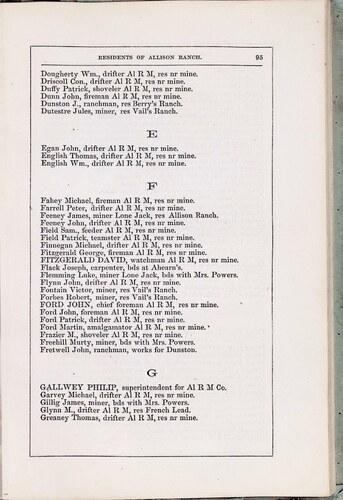 RESIDENTS OF ALLISON RANCH. 95
Dougherty Wm., drifter Al R M, res nr mine.
Driscoll Con., drifter Al R M, res nr mine.
Duffy Patrick, shoveler Al R M, res nr mine.
Dunn John, fireman Al R M, res nr mine.
Dunston J., ranchman, res Berry's Ranch.
Dutestre Jules, miner, res Vail's Ranch.
E
Egan John, drifter Al R M, res nr mine.
English Thomas, drifter Al R M, res nr mine.
English Wm., drifter Al R M, res nr mine.
F
Fahey Michael, fireman Al R M, res nr mine.
Farrell Peter, drifter Al R M, res nr mine.
Feeney James, miner Lone Jack, res Allison Ranch.
Feeney John, drifter Al R M, res nr mine.
Field Sam., feeder Al R M, res nr mine.
Field Patrick, teamster Al R M, res nr mine.
Finnegan Michael, drifter Al R M, res nr mine.
Fitzgerald George, fireman Al R M, res nr mine.
FITZGERALD DAVID, watchman Al R M, res nr mine.
Flack Joseph, carpenter, bds at Ahearn's.
Flemming Luke, miner Lone Jack, bds with Mrs. Powers.
Flynn John, drifter Al R M, res nr mine.
Fontain Victor, miner, res Vail's Ranch.
Forbes Robert, miner, res Vail's Ranch.
FORD JOHN, chief foreman Al R M, res nr mine.
Ford John, foreman Al R M, res nr mine.
Ford Patrick, drifter Al R M, res nr mine.
Ford Martin, amalgamator Al R M, res nr mine.
Frazier M., shoveler Al R M, res nr mine.
Freehill Murty, miner, bds with Mrs. Powers.
Fretwell John, ranchman, works for Dunston.
G
GALLWEY PHILIP, superintendent for Al R M Co.
Garvey Michael, drifter Al R M, res nr mine.
Gillig James, miner, bds with Mrs. Powers.
Glynn M., drifter Al R M, res French Lead.
Greaney Thomas, drifter Al R M, res nr mine.